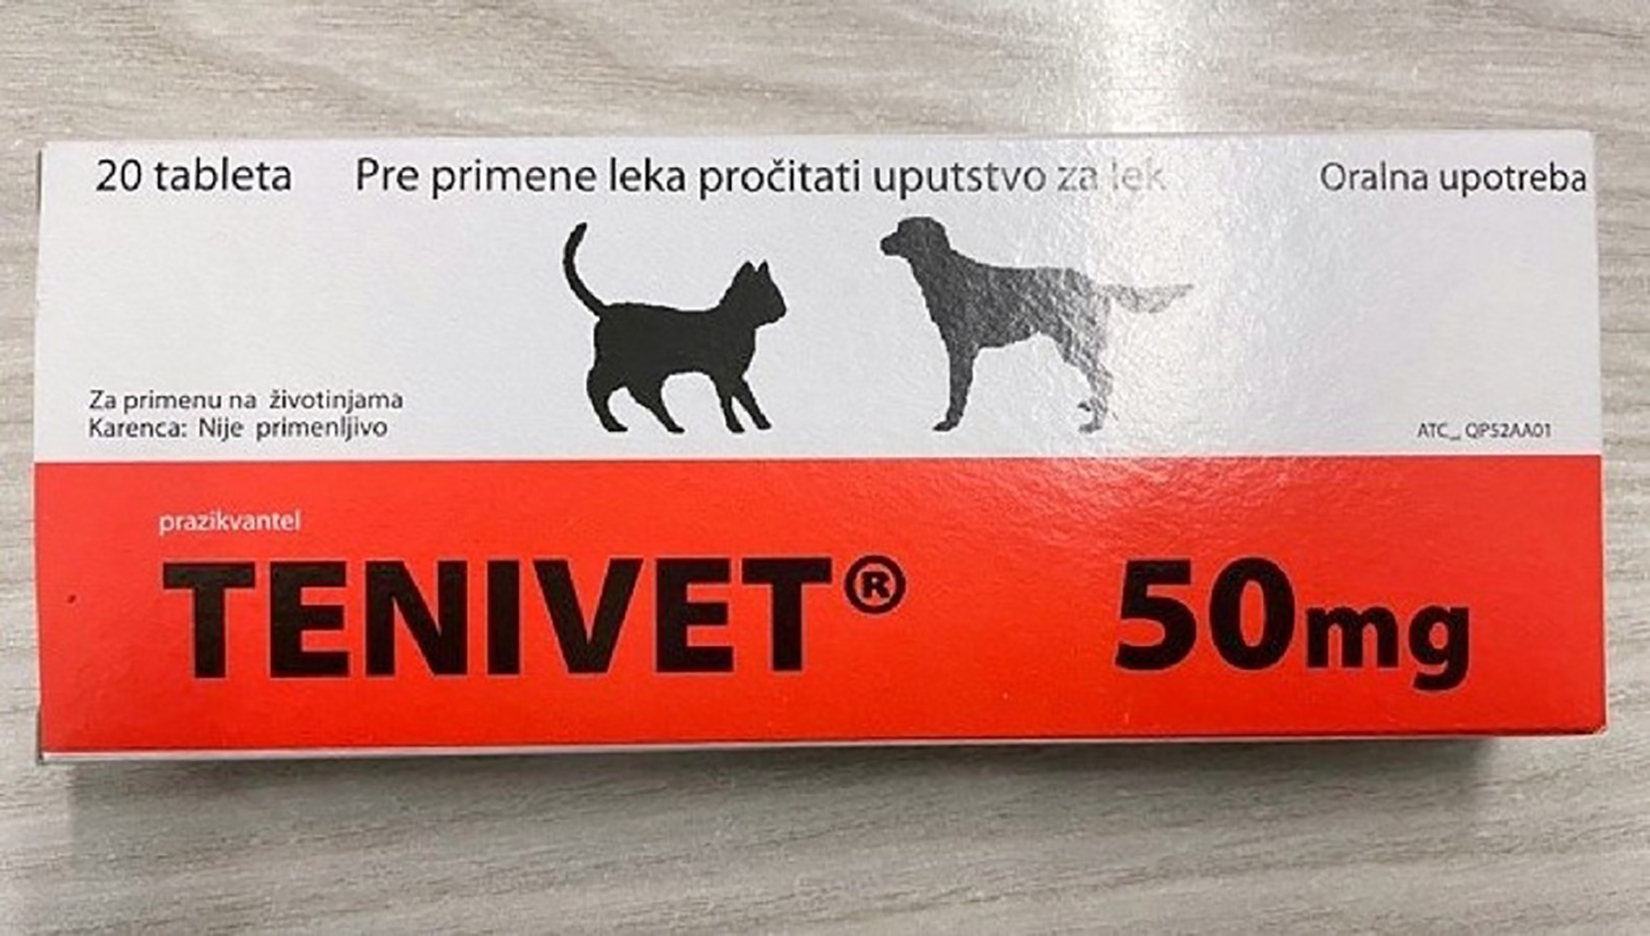 20 tableta Pre primene leka pročitati uputstvo za lek Oralna upotreba
Za primenu na životinjama
Karenca: Nije primenljivo
ATC_ QP52AA01
prazikvantel
TENIVET® 50mg